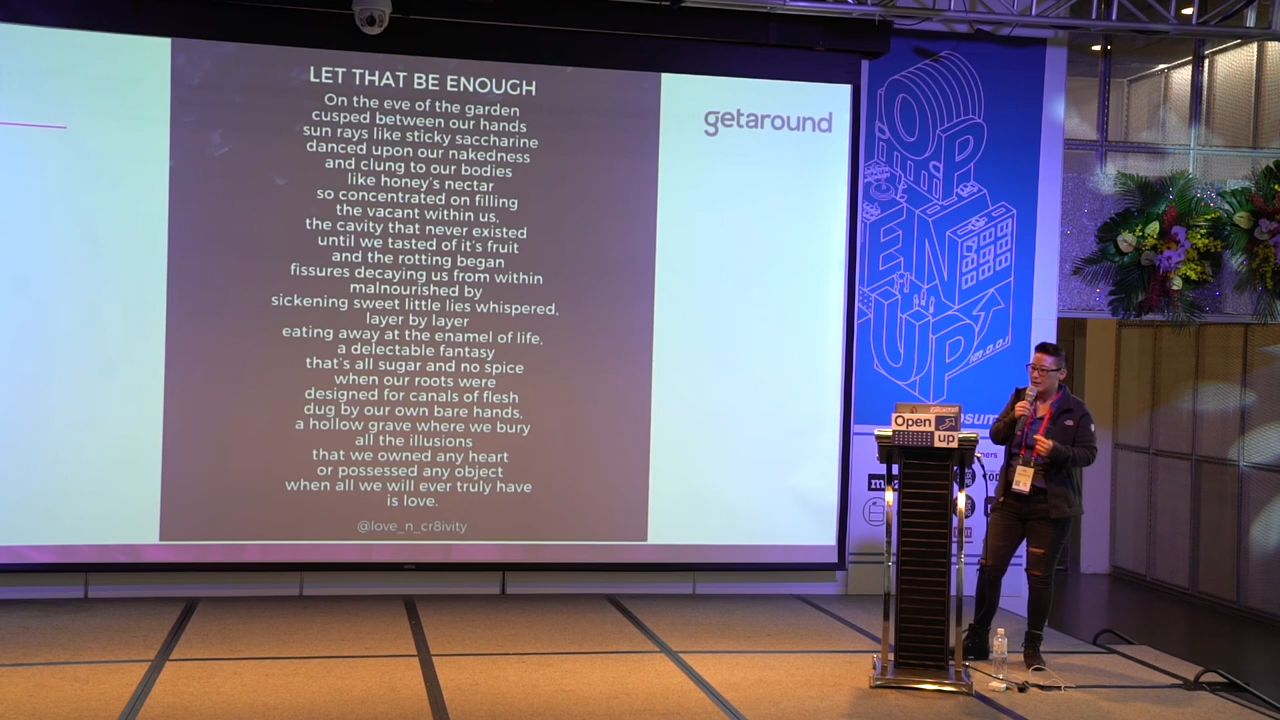 LET THAT BE ENOUGH
On the eve of the garden
cusped between our hands
sun rays like sticky saccharine
danced upon our nakedness
and clung to our bodies
like honey's nectar
so concentrated on filling
the vacant within us,
the cavity that never existed
until we tasted of it's fruit
and the rotting began
fissures decaying us from within
malnourished by
sickening sweet little lies whispered,
layer by layer
eating away at the enamel of life,
a delectable fantasy
that's all sugar and no spice
when our roots were
designed for canals of flesh
dug by our own bare hands,
a hollow grave where we bury
all the illusions
that we owned any heart
or possessed any object
when all we will ever truly have
is love.
@love_n_cr8ivity
getaround
OP
EN
UP
127.0.0.1
Open
up